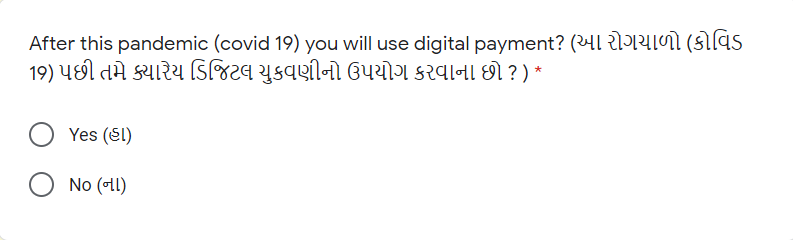 After this pandemic (covid 19) you will use digital payment? (આ રોગચાળો (કોવિડ
19) પછી તમે ક્યારેય ડિજિટલ ચુકવણીનો ઉપયોગ કરવાના છો ? ) *
Yes (હા)
No (ના)